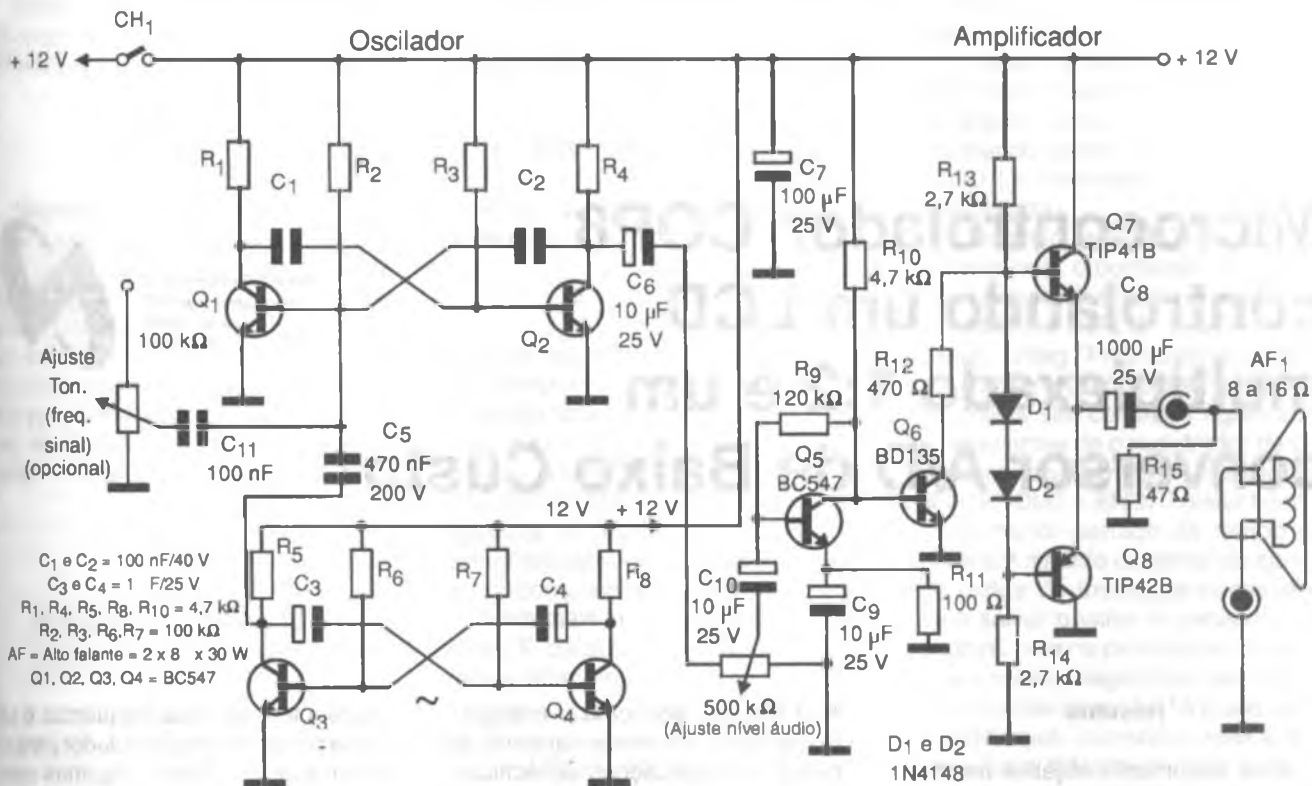 CH1
Oscilador
Amplificador
+ 12 V
+ 12 V
R1
C1
R2
R3
C2
R4
C7
100 µF
25 V
R13
2,7 kΩ
Q7
TIP41B
R10
4,7 kΩ
C8
1000 µF
25 V
AF1
8 a 16 Ω
Q1
Q2
C6
10 µF
25 V
100 kΩ
Ajuste
Ton.
(freq.
sinal)
(opcional)
C11
100 nF
C5
470 nF
200 V
R9
120 kΩ
R12
470 Ω
D1
D2
Q5
BC547
Q6
BD135
R15
47 Ω
12 V
+ 12 V
R5
C3
R6
R7
C4
R8
C1 e C2 = 100 nF/40 V
C3 e C4 = 1 F/25 V
R1, R4, R5, R8, R10 = 4,7 kΩ
R2, R3, R6,R7 = 100 kΩ
AF = Alto falante = 2 x 8 x 30 W
Q1, Q2, Q3, Q4 = BC547
Q3
~
Q4
C10
10 µF
25 V
C9
10 µF
25 V
R11
100 Ω
Q8
TIP42B
R14
2,7 kΩ
500 kΩ
(Ajuste nível áudio)
D1 e D2
1N4148